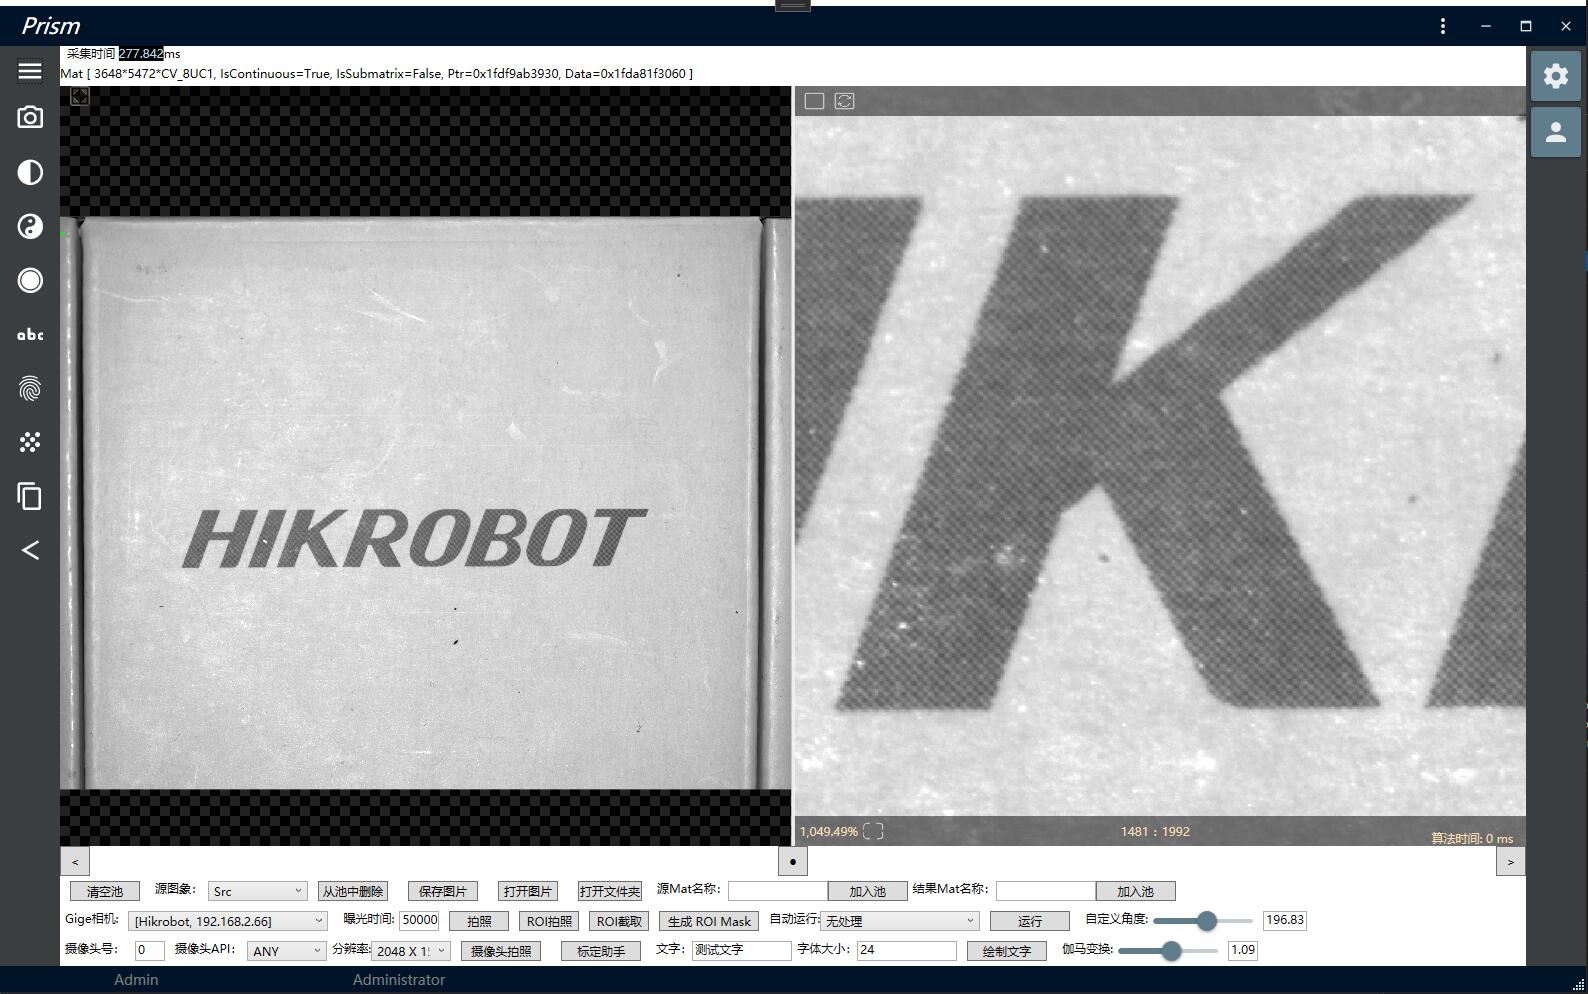 Prism
采集时间 277.842ms
Mat [ 3648*5472*CV_8UC1, IsContinuous=True, IsSubmatrix=False, Ptr=0x1fdf9ab3930, Data=0x1fda81f3060 ]
abc
HIKROBOT
K
1,049.49%
1481 : 1992
算法时间: 0 ms
< ● >
清空池 源图象: Src 从池中删除 保存图片 打开图片 打开文件夹 源Mat名称: 加入池 结果Mat名称: 加入池
Gige相机: [Hikrobot, 192.168.2.66] 曝光时间: 50000 拍照 ROI拍照 ROI截取 生成 ROI Mask 自动运行: 无处理 运行 自定义角度: 196.83
摄像头号: 0 摄像头API: ANY 分辨率: 2048 X 1! 摄像头拍照 标定助手 文字: 测试文字 字体大小: 24 绘制文字 伽马变换: 1.09
Admin Administrator